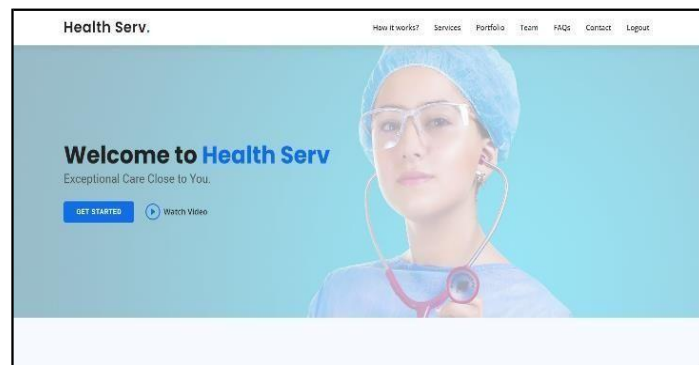 Health Serv.
How it works? Services Portfolio Team FAQs Contact Logout
Welcome to Health Serv
Exceptional Care Close to You.
GET STARTED Watch Video